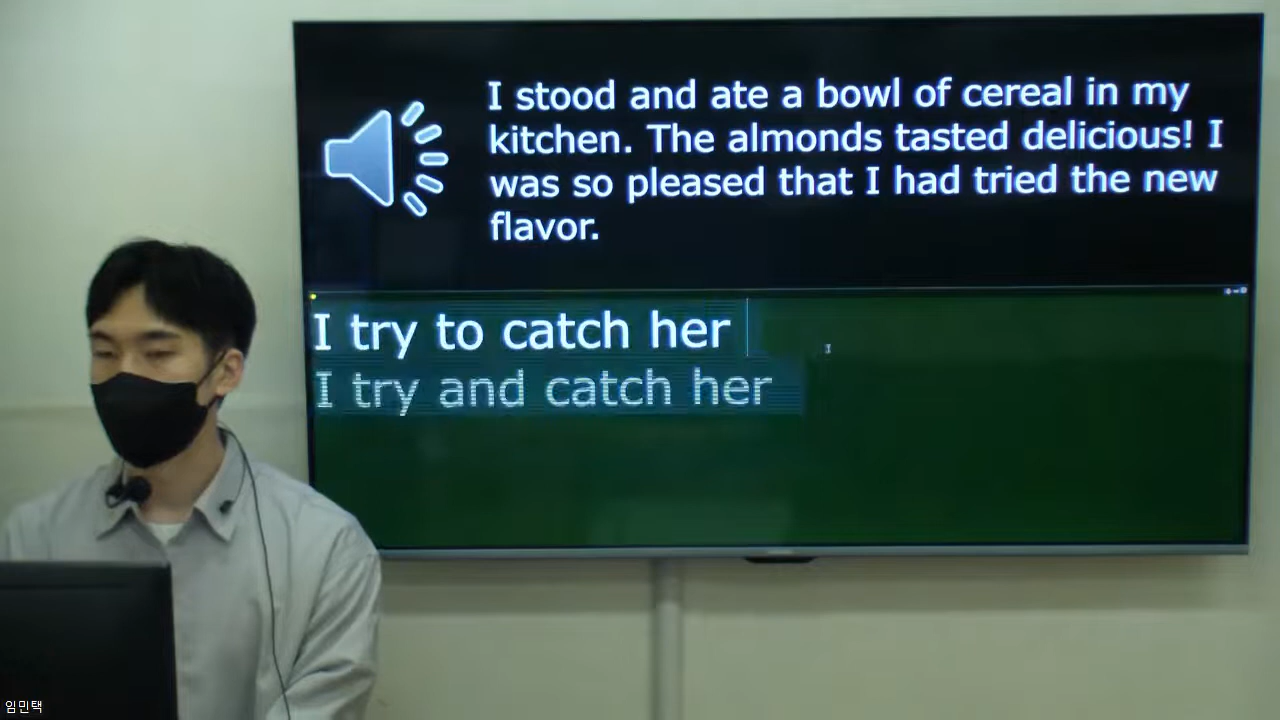 I stood and ate a bowl of cereal in my
kitchen. The almonds tasted delicious! I
was so pleased that I had tried the new
flavor.
I try to catch her
I try and catch her
임민택